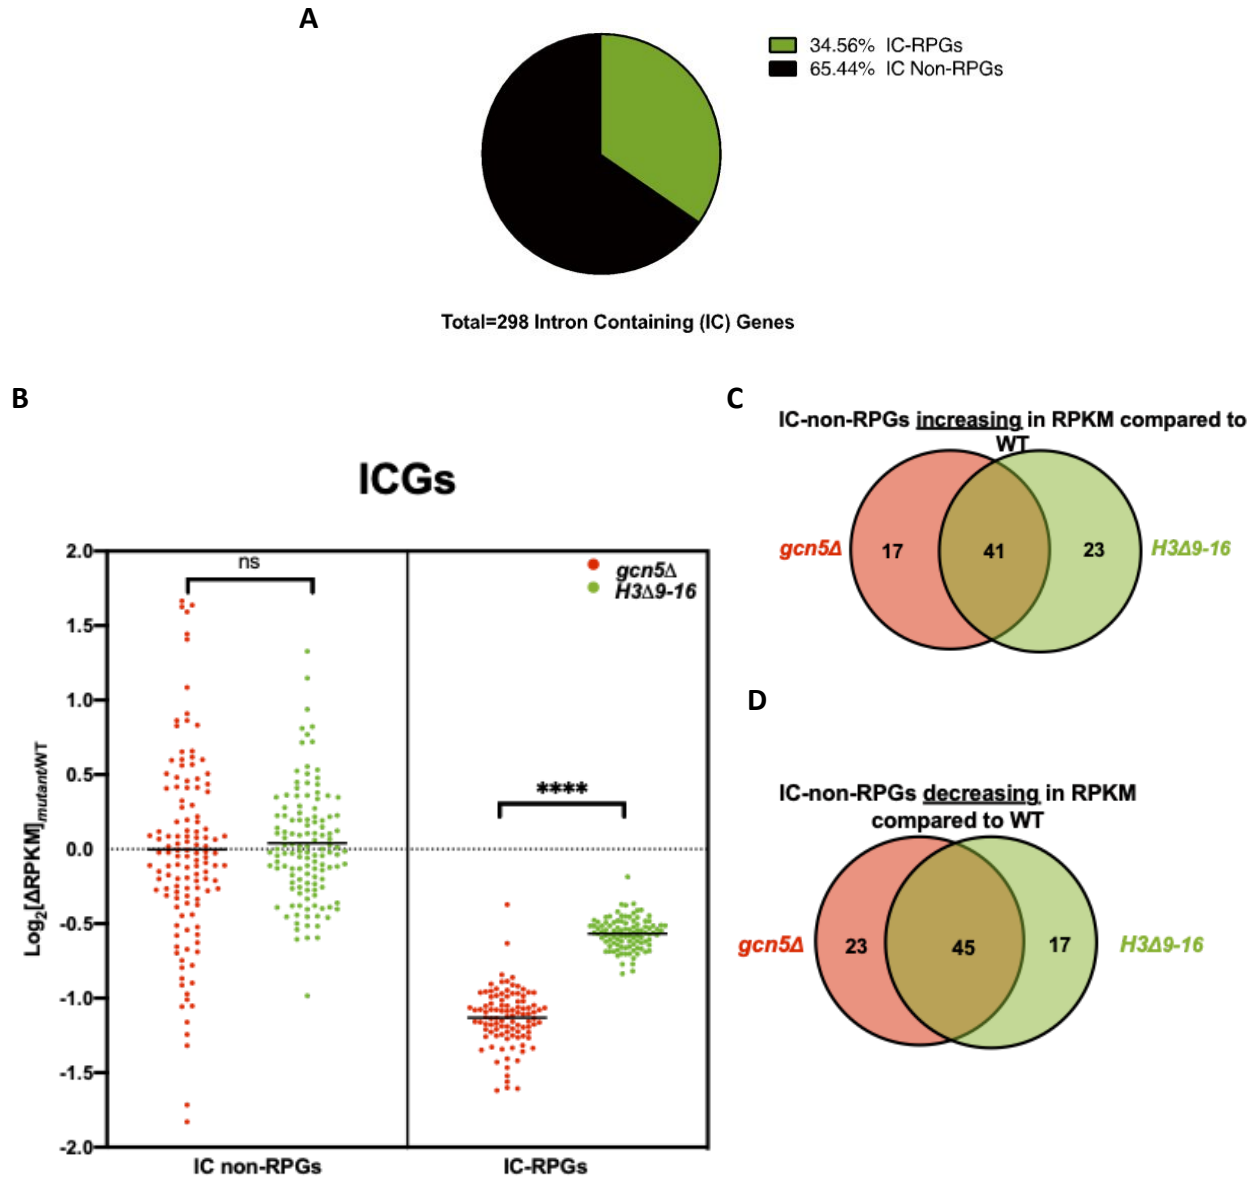 A
34.56% IC-RPGs
65.44% IC Non-RPGs
Total=298 Intron Containing (IC) Genes
B
ICGs
Log2[ΔRPKM]mutant/WT
2.0
1.5
1.0
0.5
0.0
-0.5
-1.0
-1.5
-2.0
ns
gcn5Δ
H3Δ9-16
****
IC non-RPGs
IC-RPGs
C
IC-non-RPGs increasing in RPKM compared to
WT
gcn5Δ
17
41
23
H3Δ9-16
D
IC-non-RPGs decreasing in RPKM
compared to WT
gcn5Δ
23
45
17
H3Δ9-16